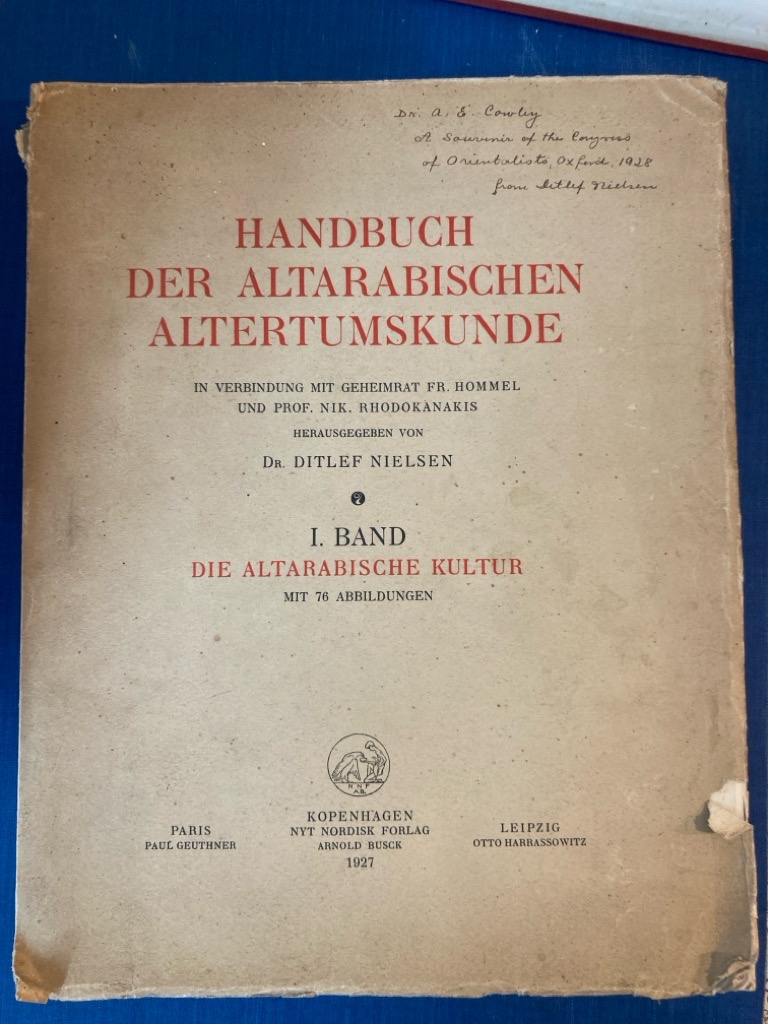 Dr. A. E. Cowley
A Souvenir of the Congress
of Orientalists, Oxford, 1928
from Ditlef Nielsen
HANDBUCH
DER ALTARABISCHEN
ALTERTUMSKUNDE
IN VERBINDUNG MIT GEHEIMRAT FR. HOMMEL
UND PROF. NIK. RHODOKANAKIS
HERAUSGEGEBEN VON
DR. DITLEF NIELSEN
I. BAND
DIE ALTARABISCHE KULTUR
MIT 76 ABBILDUNGEN
N N F
A B
PARIS
PAUL GEUTHNER
KOPENHAGEN
NYT NORDISK FORLAG
ARNOLD BUSCK
1927
LEIPZIG
OTTO HARRASSOWITZ